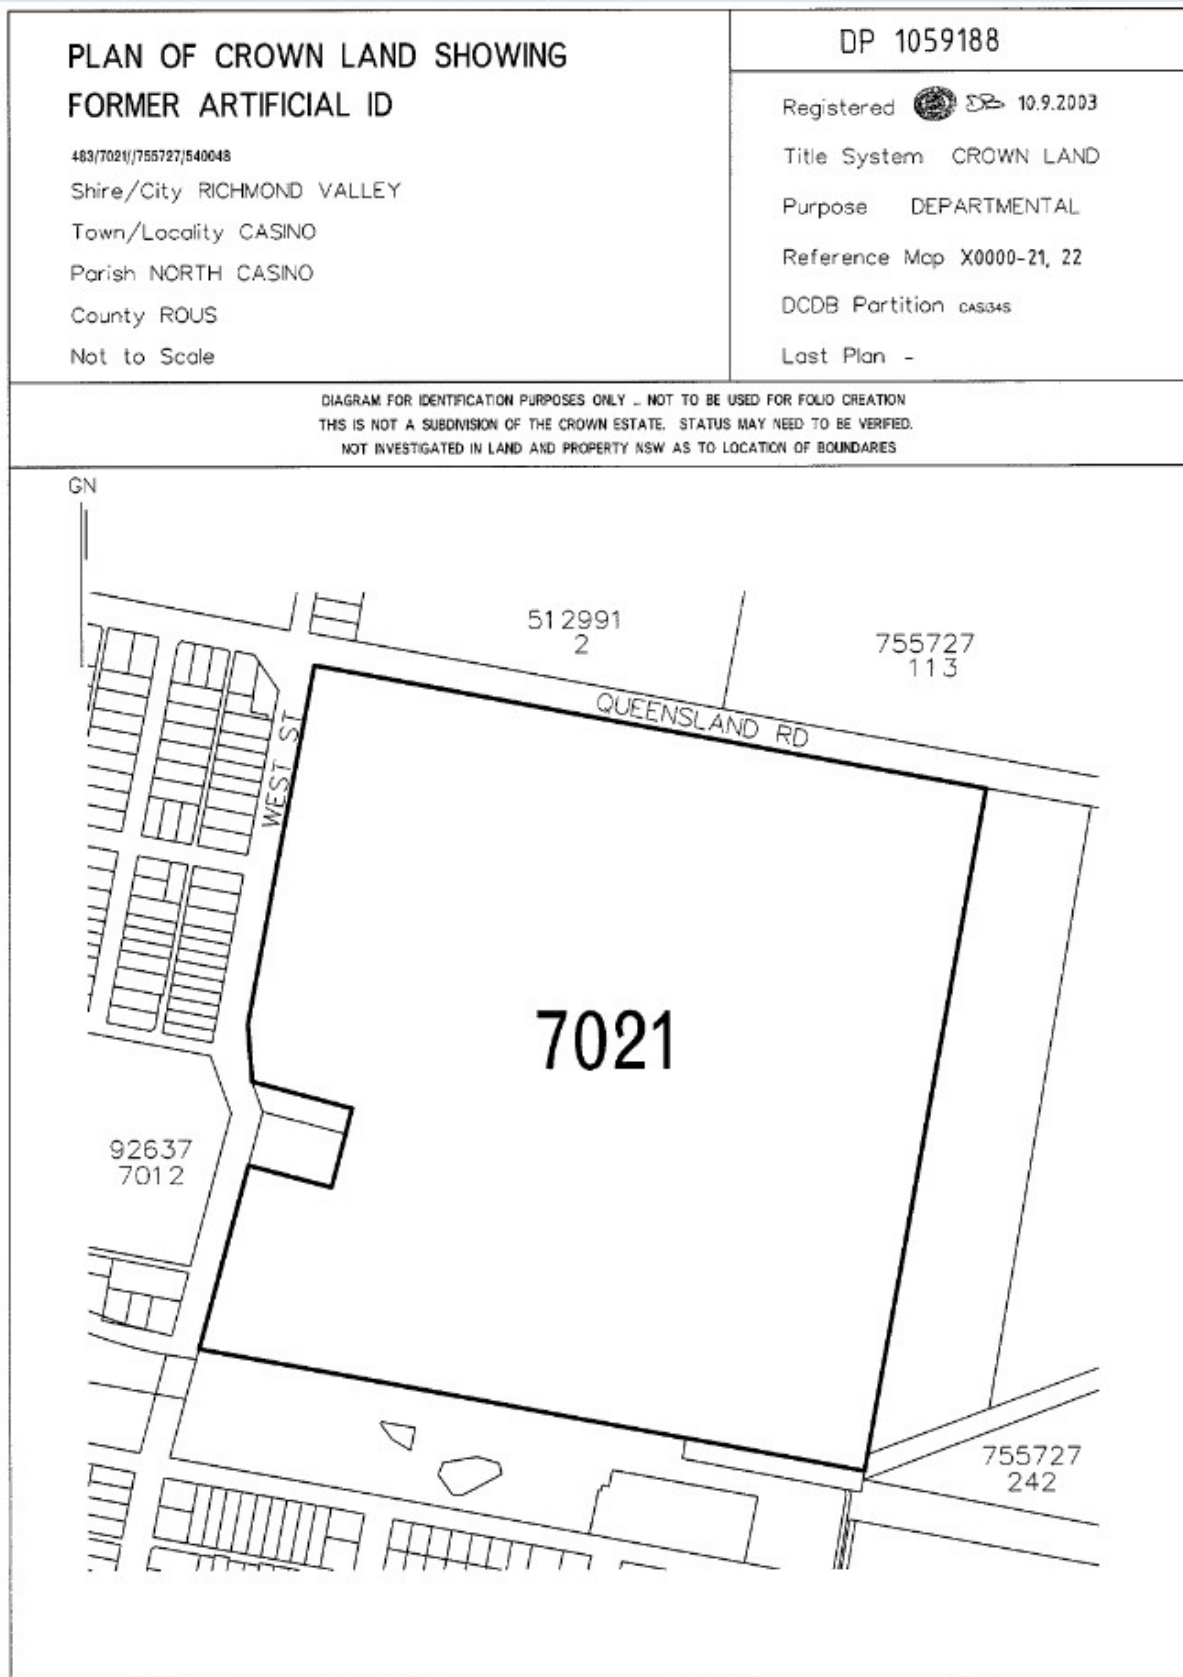 PLAN OF CROWN LAND SHOWING
FORMER ARTIFICIAL ID
483/7021//755727/540048
Shire/City RICHMOND VALLEY
Town/Locality CASINO
Parish NORTH CASINO
County ROUS
Not to Scale
DP 1059188
Registered 10.9.2003
Title System CROWN LAND
Purpose DEPARTMENTAL
Reference Map X0000-21, 22
DCDB Partition CASI34S
Last Plan -
DIAGRAM FOR IDENTIFICATION PURPOSES ONLY _ NOT TO BE USED FOR FOLIO CREATION
THIS IS NOT A SUBDIVISION OF THE CROWN ESTATE. STATUS MAY NEED TO BE VERIFIED.
NOT INVESTIGATED IN LAND AND PROPERTY NSW AS TO LOCATION OF BOUNDARIES
GN
512991
2
755727
113
QUEENSLAND RD
WEST ST
7021
92637
7012
755727
242